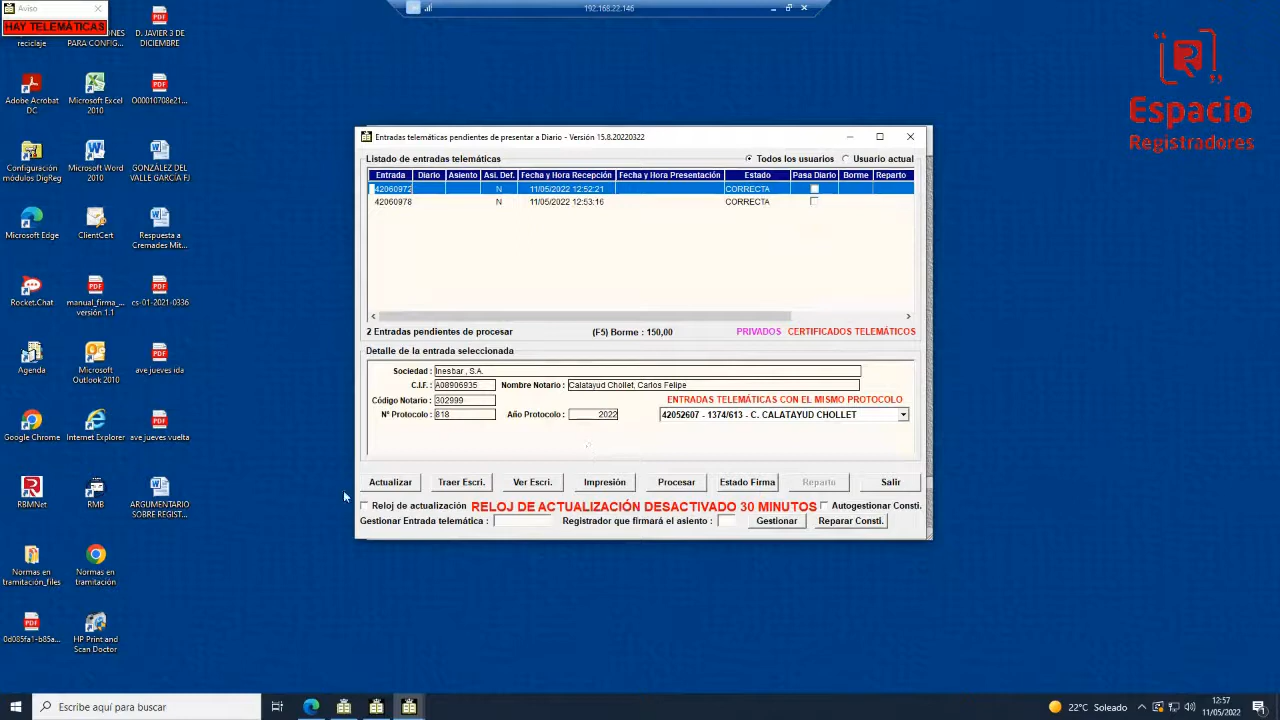 Aviso
HAY TELEMÁTICAS
reciclaje
PARA CONFIG...
D. JAVIER 3 DE
DICIEMBRE
Adobe Acrobat
DC
Microsoft Excel
2010
O00010708e21...
Configuración
módulos DigReg
Microsoft Word
2010
GONZÁLEZ DEL
VALLE GARCÍA FJ
Microsoft Edge
ClientCert
Respuesta a
Cremades Mit...
Rocket.Chat
manual_firma_...
versión 1.1
cs-01-2021-0336
Agenda
Microsoft
Outlook 2010
ave jueves ida
Google Chrome
Internet Explorer
ave jueves vuelta
RBMNet
RMB
ARGUMENTARIO
SOBRE REGIST...
Normas en
tramitación_files
Normas en
tramitación
0d085fa1-b85a...
HP Print and
Scan Doctor
192.168.22.146
Espacio
Registradores
Entradas telemáticas pendientes de presentar a Diario - Versión 15.8.20220322
Listado de entradas telemáticas
Todos los usuarios
Usuario actual
Entrada Diario Asiento Asi. Def. Fecha y Hora Recepción Fecha y Hora Presentación Estado Pasa Diario Borme Reparto
42060972 N 11/05/2022 12:52:21 CORRECTA
42060978 N 11/05/2022 12:53:16 CORRECTA
2 Entradas pendientes de procesar (F5) Borme : 150,00 PRIVADOS CERTIFICADOS TELEMÁTICOS
Detalle de la entrada seleccionada
Sociedad : Inesbar , S.A.
C.I.F. : A08906935 Nombre Notario : Calatayud Chollet, Carlos Felipe
Código Notario : 302999 ENTRADAS TELEMÁTICAS CON EL MISMO PROTOCOLO
Nº Protocolo : 818 Año Protocolo : 2022 42052607 - 1374/613 - C. CALATAYUD CHOLLET
Actualizar Traer Escri. Ver Escri. Impresión Procesar Estado Firma Reparto Salir
Reloj de actualización RELOJ DE ACTUALIZACIÓN DESACTIVADO 30 MINUTOS Autogestionar Consti.
Gestionar Entrada telemática : Registrador que firmará el asiento : Gestionar Reparar Consti.
Escribe aquí para buscar
22°C Soleado
12:57
11/05/2022